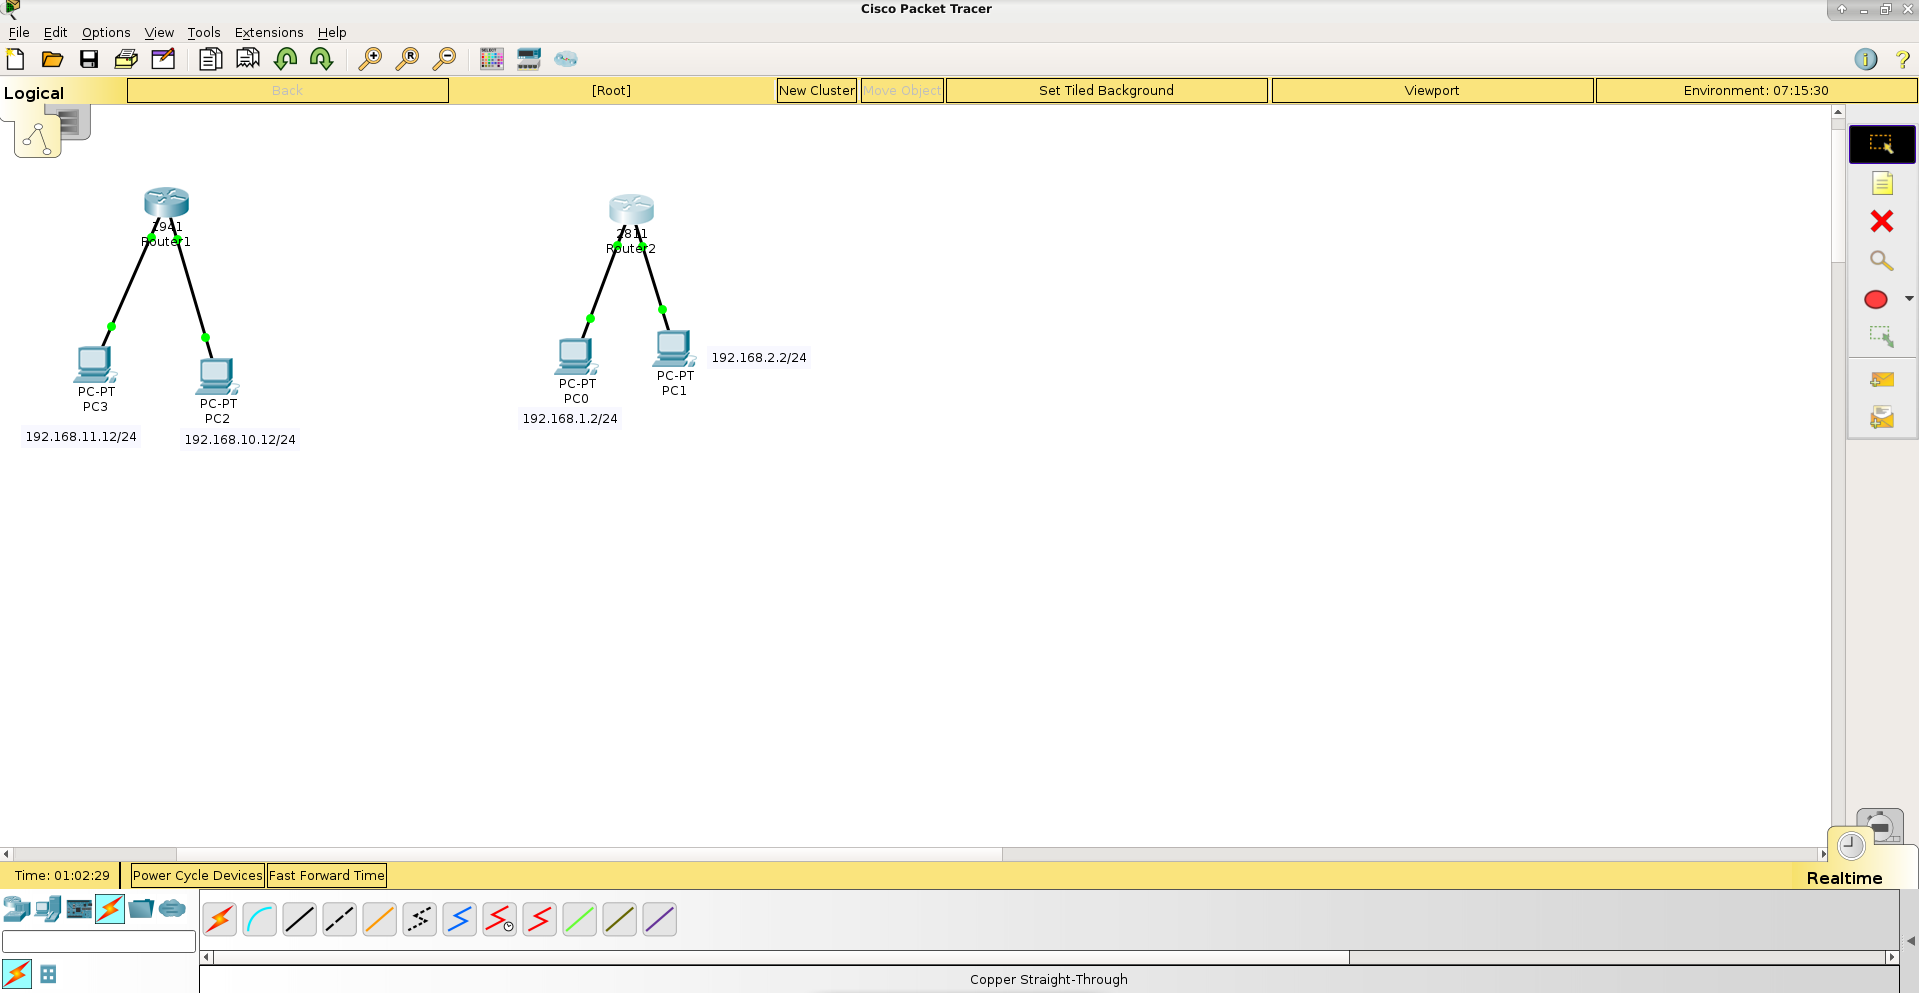 Cisco Packet Tracer
File Edit Options View Tools Extensions Help
Logical
Back
[Root]
New Cluster
Move Object
Set Tiled Background
Viewport
Environment: 07:15:30
1941
Router1
2811
Router2
PC-PT
PC3
192.168.11.12/24
PC-PT
PC2
192.168.10.12/24
PC-PT
PC0
192.168.1.2/24
PC-PT
PC1
192.168.2.2/24
Time: 01:02:29
Power Cycle Devices
Fast Forward Time
Realtime
Copper Straight-Through